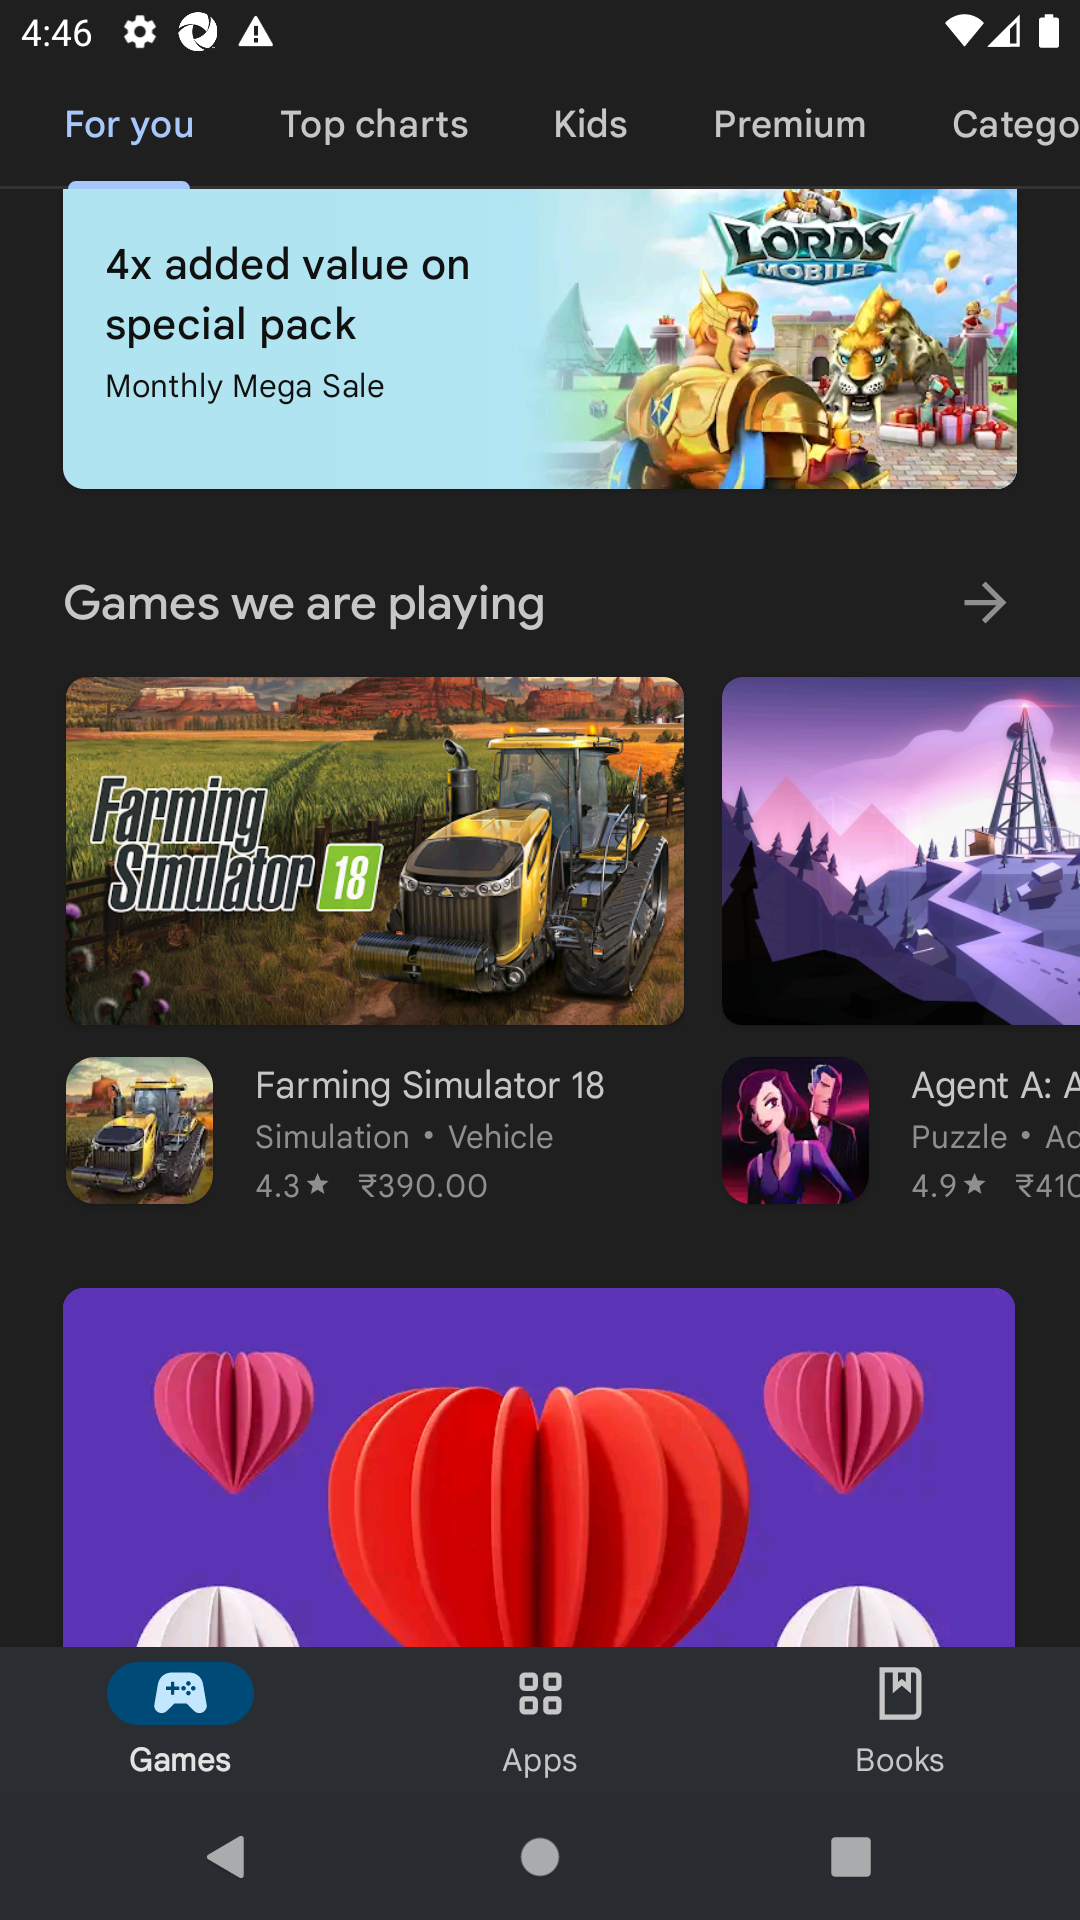 4:46
For you
Top charts
Kids
Premium
Catego
4x added value on
special pack
Monthly Mega Sale
LORDS
MOBILE
Games we are playing
Farming
Simulator 18
Farming Simulator 18
Simulation • Vehicle
4.3★ ₹390.00
Agent A: A
Puzzle • Ad
4.9★ ₹410
Games
Apps
Books